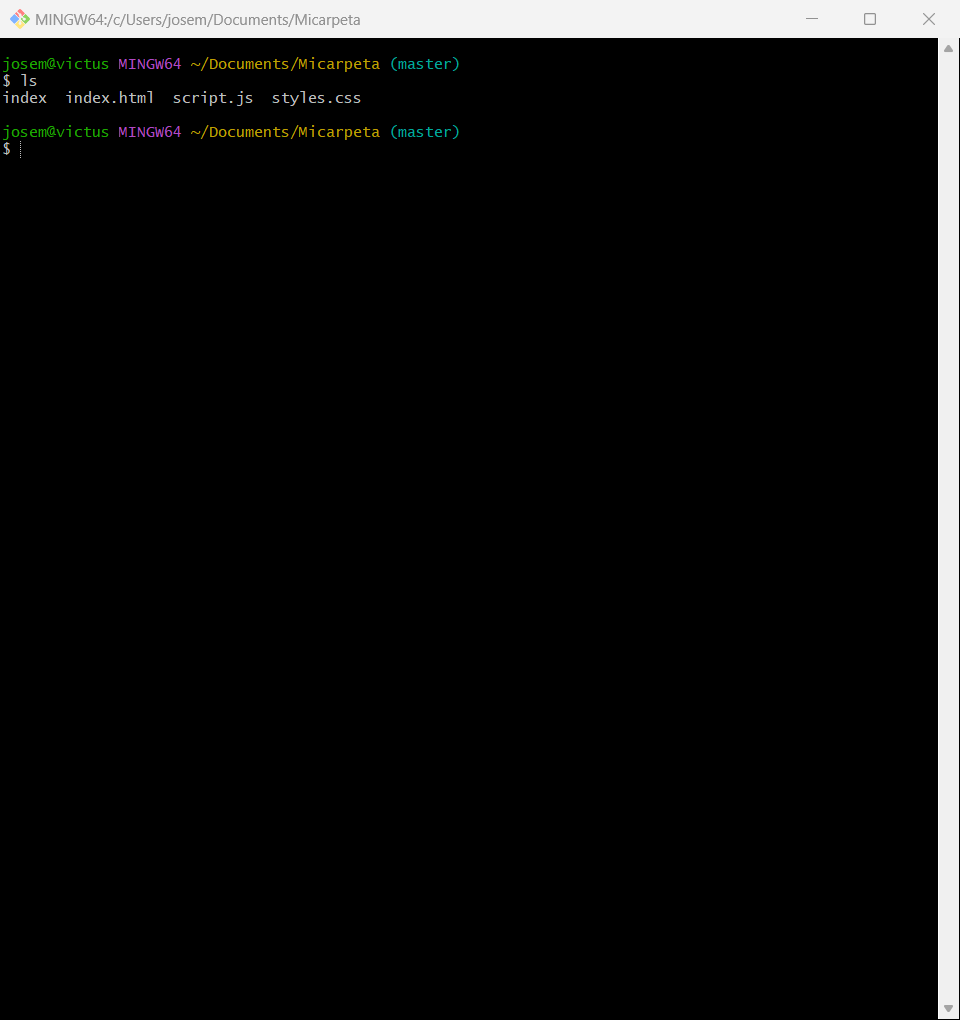 MINGW64:/c/Users/josem/Documents/Micarpeta
josem@victus MINGW64 ~/Documents/Micarpeta (master)
$ ls
index  index.html  script.js  styles.css
josem@victus MINGW64 ~/Documents/Micarpeta (master)
$